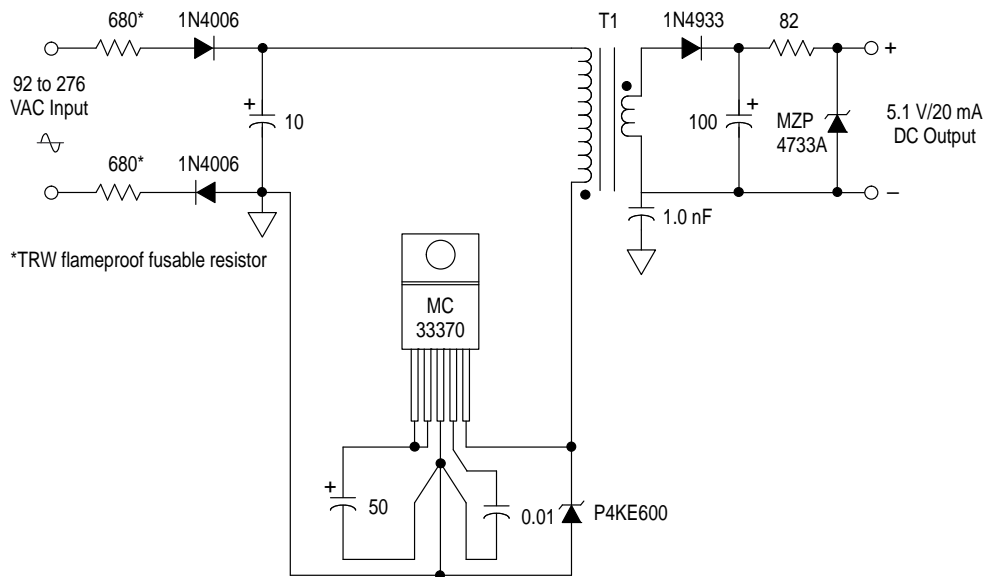 680*
1N4006
T1
1N4933
82
+
92 to 276
VAC Input
+
10
100
+
MZP
4733A
5.1 V/20 mA
DC Output
680*
1N4006
–
1.0 nF
*TRW flameproof fusable resistor
MC
33370
+
50
0.01
P4KE600